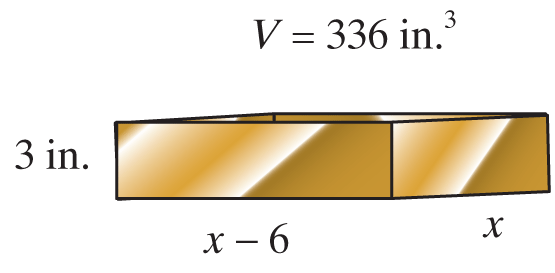 V = 336 in.³
3 in.
x – 6
x